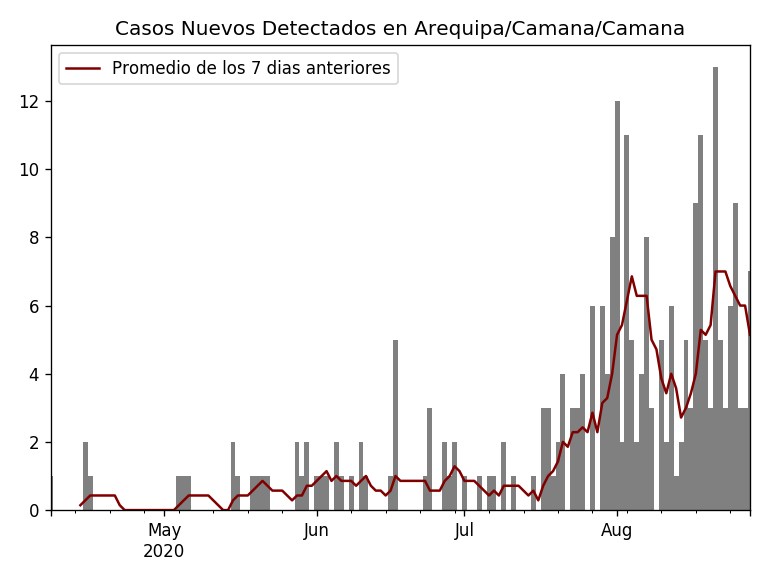 Casos Nuevos Detectados en Arequipa/Camana/Camana
Promedio de los 7 dias anteriores
12
10
8
6
4
2
0
May Jun Jul Aug
2020